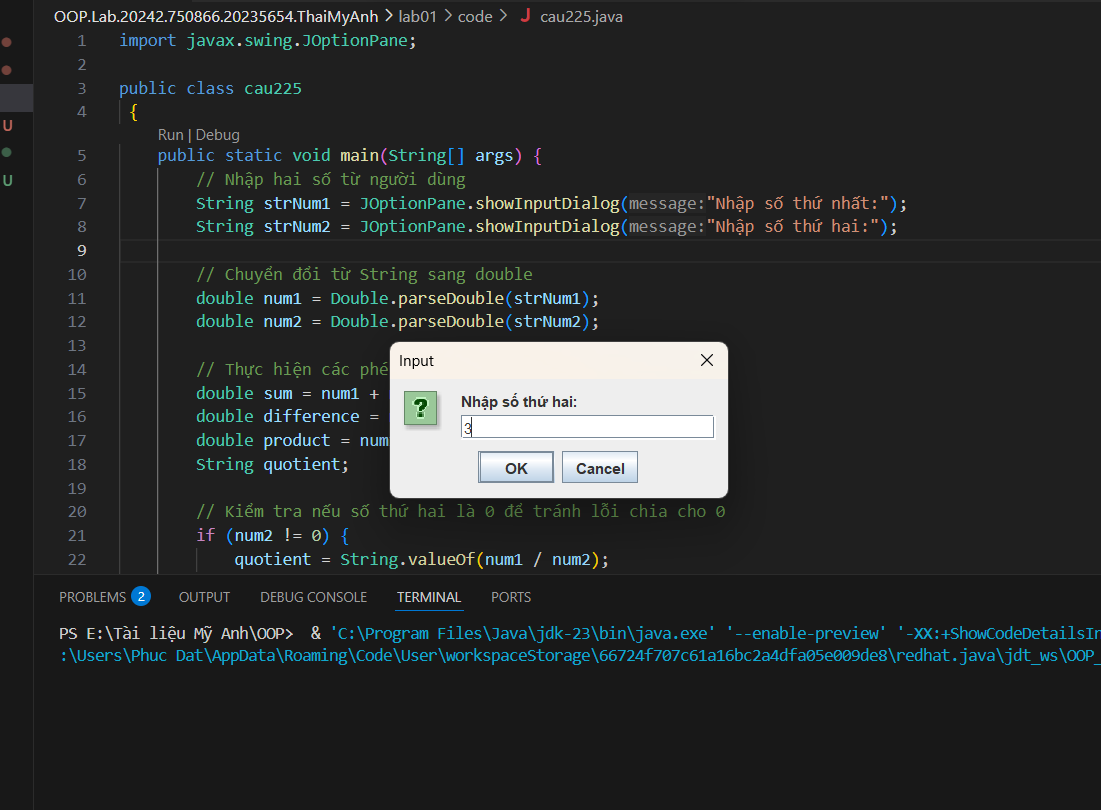 OOP.Lab.20242.750866.20235654.ThaiMyAnh > lab01 > code > J cau225.java
1 import javax.swing.JOptionPane;
2
3 public class cau225
4 {
Run | Debug
5 public static void main(String[] args) {
6 // Nhập hai số từ người dùng
7 String strNum1 = JOptionPane.showInputDialog(message:"Nhập số thứ nhất:");
8 String strNum2 = JOptionPane.showInputDialog(message:"Nhập số thứ hai:");
9
10 // Chuyển đổi từ String sang double
11 double num1 = Double.parseDouble(strNum1);
12 double num2 = Double.parseDouble(strNum2);
13
14 // Thực hiện các phé
15 double sum = num1 +
16 double difference =
17 double product = num
18 String quotient;
19
20 // Kiểm tra nếu số thứ hai là 0 để tránh lỗi chia cho 0
21 if (num2 != 0) {
22 quotient = String.valueOf(num1 / num2);
U
U
Input
?
Nhập số thứ hai:
3
OK Cancel
PROBLEMS 2 OUTPUT DEBUG CONSOLE TERMINAL PORTS
PS E:\Tài liệu Mỹ Anh\OOP> & 'C:\Program Files\Java\jdk-23\bin\java.exe' '--enable-preview' '-XX:+ShowCodeDetailsIn
:\Users\Phuc Dat\AppData\Roaming\Code\User\workspaceStorage\66724f707c61a16bc2a4dfa05e009de8\redhat.java\jdt_ws\OOP_